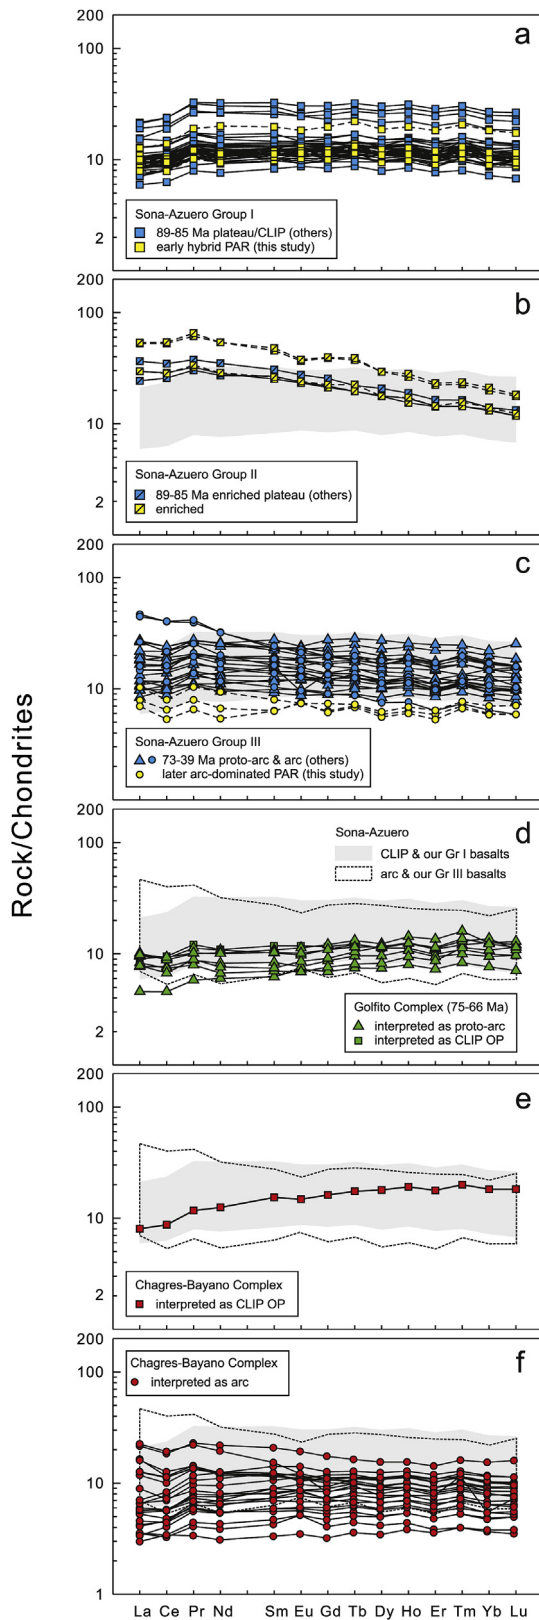 Rock/Chondrites
200
a
100
10
2
Sona-Azuero Group I
89-85 Ma plateau/CLIP (others)
early hybrid PAR (this study)
200
b
100
10
2
Sona-Azuero Group II
89-85 Ma enriched plateau (others)
enriched
200
c
100
10
2
Sona-Azuero Group III
73-39 Ma proto-arc & arc (others)
later arc-dominated PAR (this study)
200
d
100
10
2
Sona-Azuero
CLIP & our Gr I basalts
arc & our Gr III basalts
Golfito Complex (75-66 Ma)
interpreted as proto-arc
interpreted as CLIP OP
200
e
100
10
2
Chagres-Bayano Complex
interpreted as CLIP OP
200
f
100
10
1
Chagres-Bayano Complex
interpreted as arc
La Ce Pr Nd Sm Eu Gd Tb Dy Ho Er Tm Yb Lu